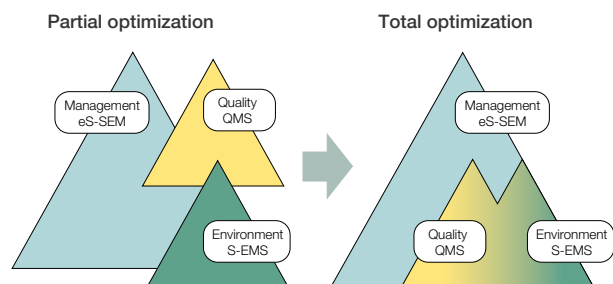 Partial optimization
Total optimization
Management
eS-SEM
Quality
QMS
Environment
S-EMS
Management
eS-SEM
Quality
QMS
Environment
S-EMS